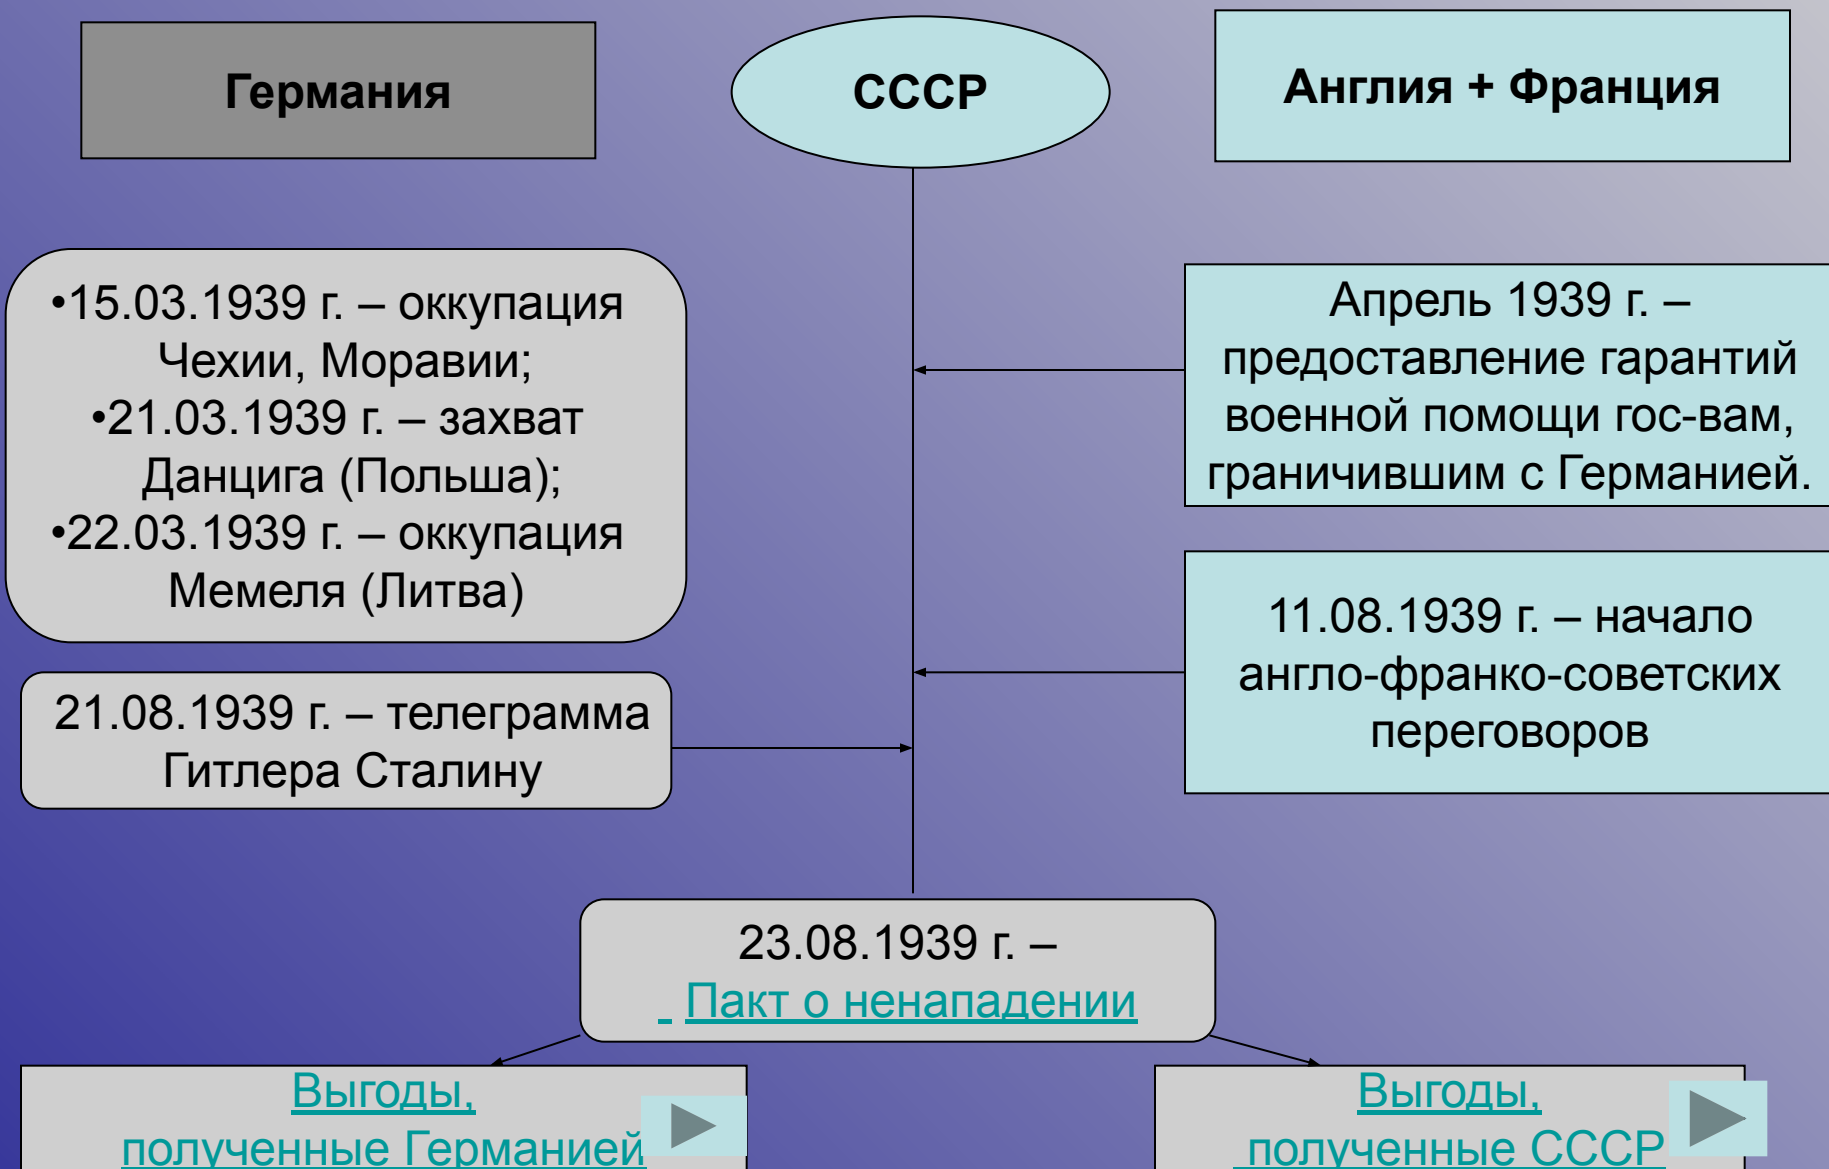 Германия
СССР
Англия + Франция
•15.03.1939 г. – оккупация
Чехии, Моравии;
•21.03.1939 г. – захват
Данцига (Польша);
•22.03.1939 г. – оккупация
Мемеля (Литва)
Апрель 1939 г. –
предоставление гарантий
военной помощи гос-вам,
граничившим с Германией.
11.08.1939 г. – начало
англо-франко-советских
переговоров
21.08.1939 г. – телеграмма
Гитлера Сталину
23.08.1939 г. –
Пакт о ненападении
Выгоды,
полученные Германией
Выгоды,
полученные СССР